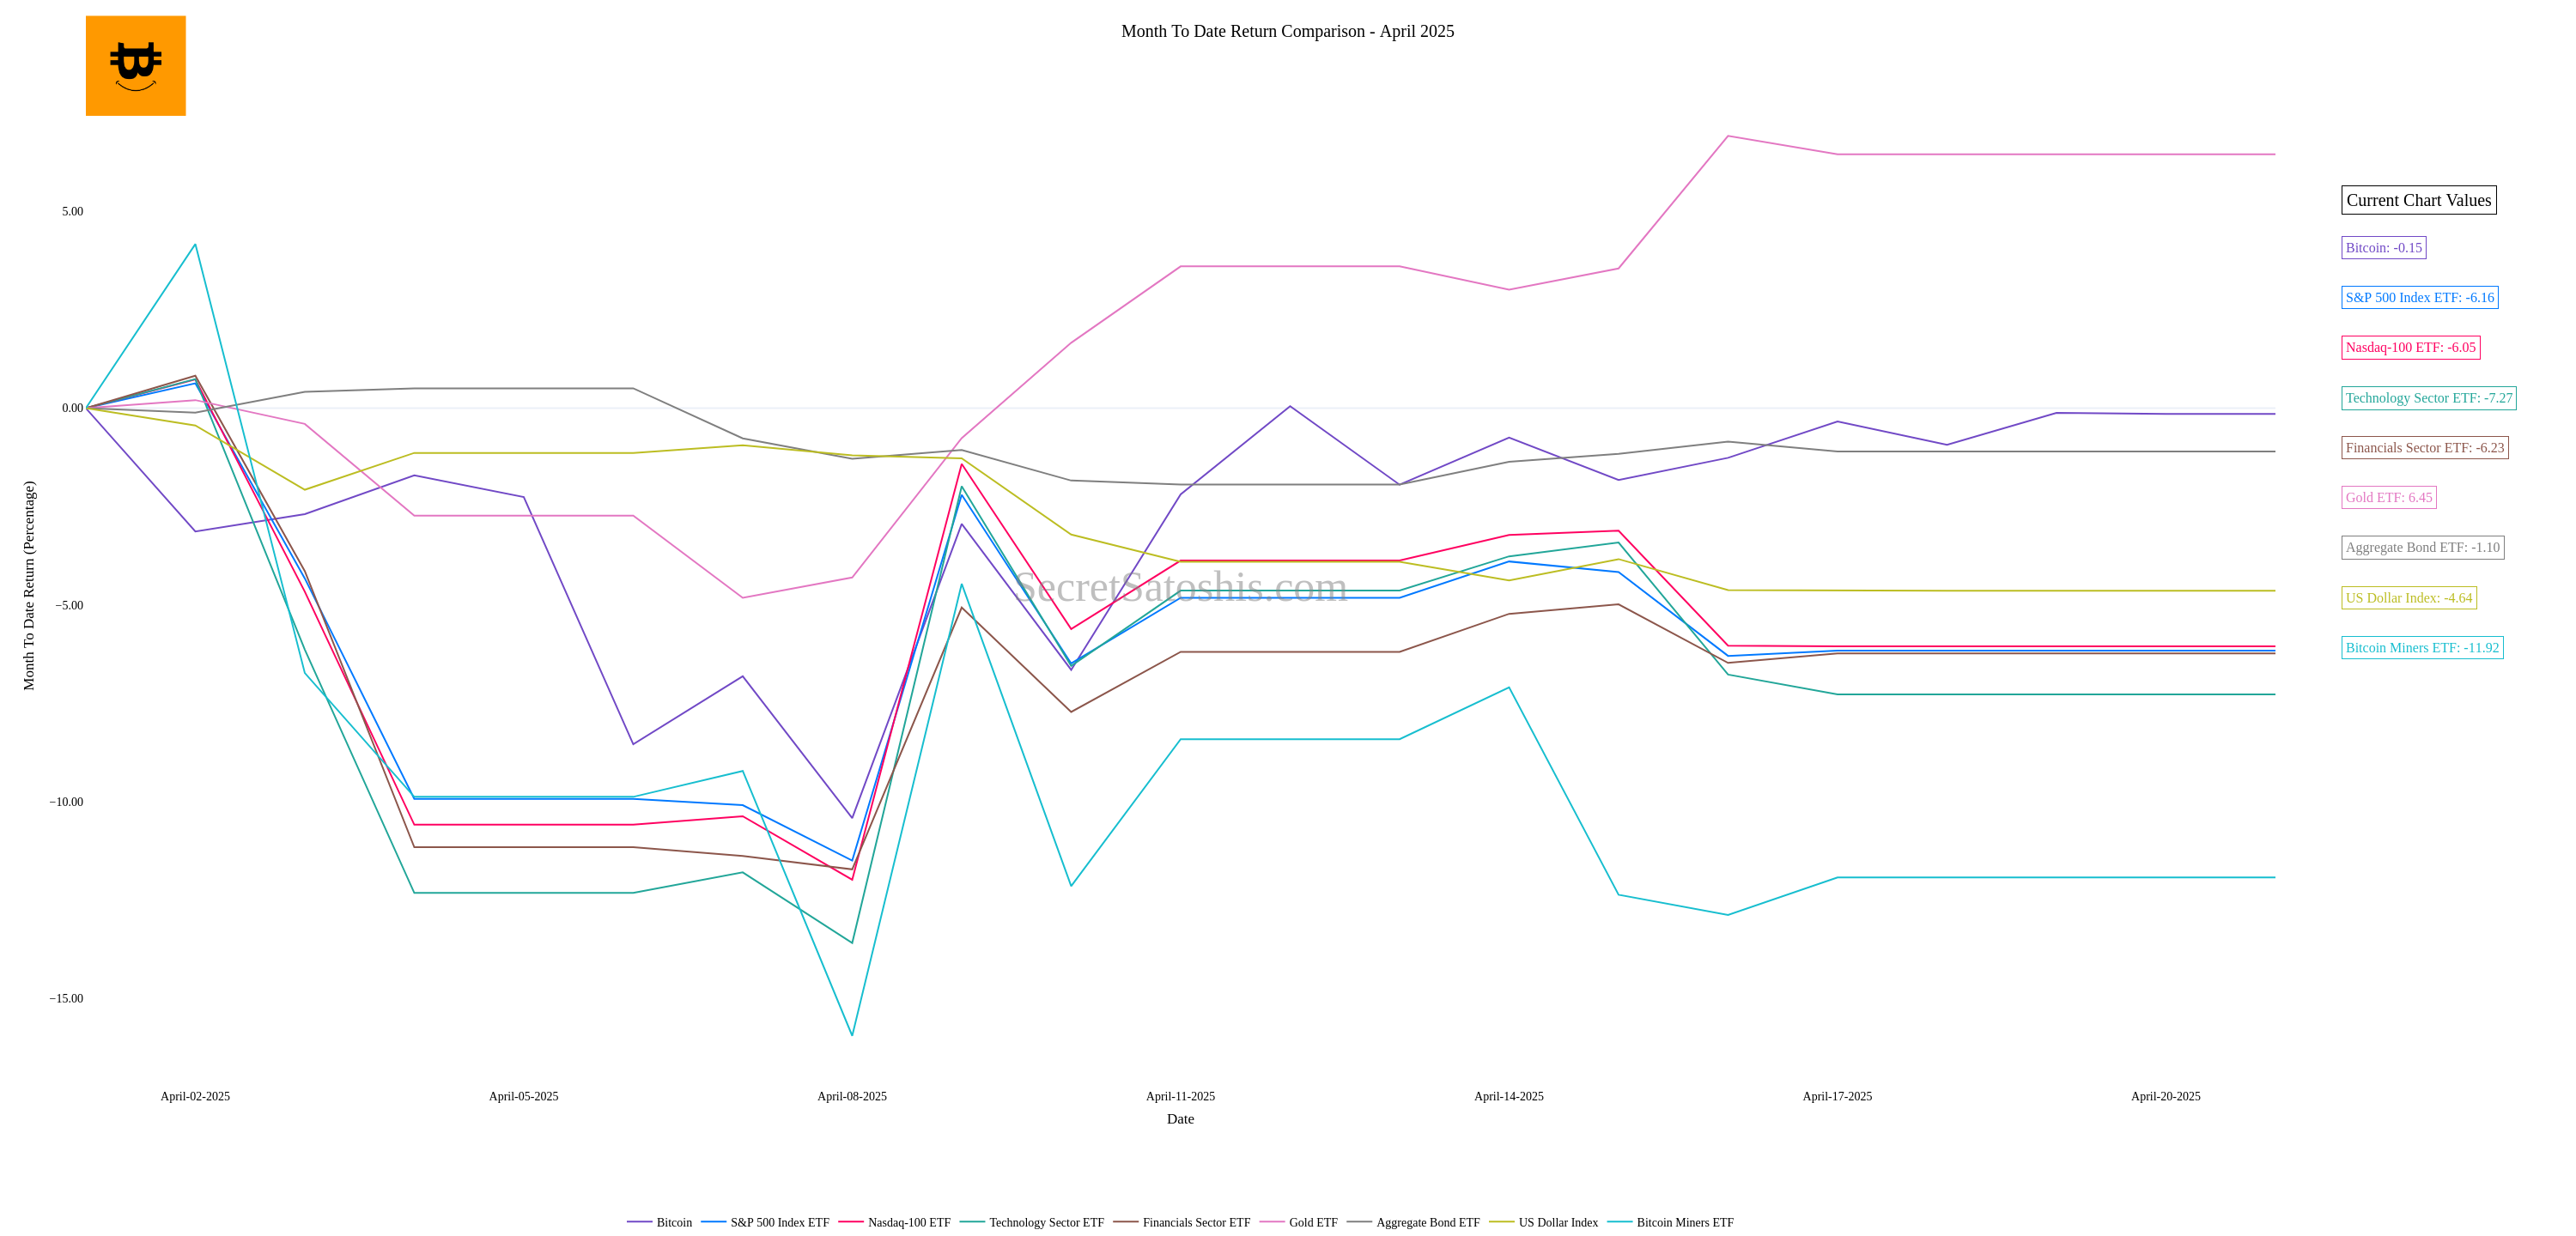 Month To Date Return Comparison - April 2025
5.00
0.00
−5.00
−10.00
−15.00
Month To Date Return (Percentage)
SecretSatoshis.com
Current Chart Values
Bitcoin: -0.15
S&P 500 Index ETF: -6.16
Nasdaq-100 ETF: -6.05
Technology Sector ETF: -7.27
Financials Sector ETF: -6.23
Gold ETF: 6.45
Aggregate Bond ETF: -1.10
US Dollar Index: -4.64
Bitcoin Miners ETF: -11.92
April-02-2025 April-05-2025 April-08-2025 April-11-2025 April-14-2025 April-17-2025 April-20-2025
Date
Bitcoin S&P 500 Index ETF Nasdaq-100 ETF Technology Sector ETF Financials Sector ETF Gold ETF Aggregate Bond ETF US Dollar Index Bitcoin Miners ETF